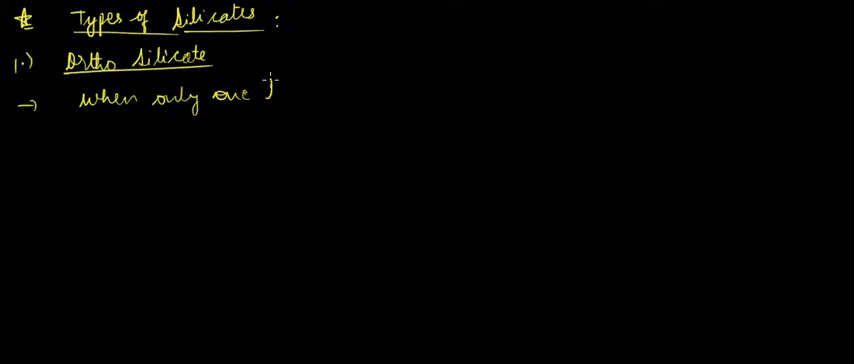 ★ Types of Silicates :
1.) Ortho Silicate
→ when only one